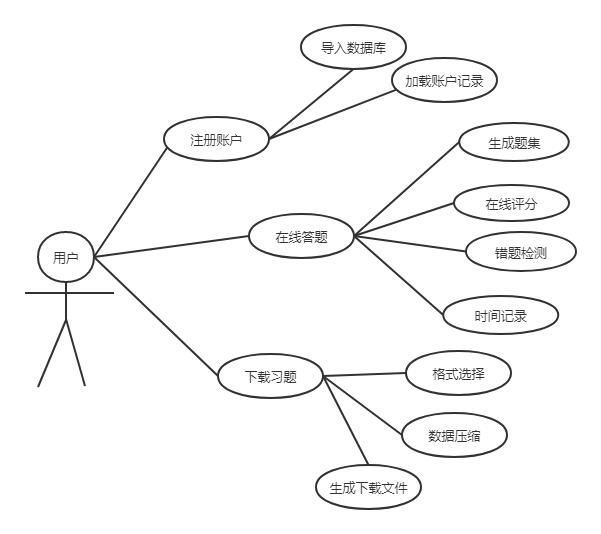 导入数据库
加载账户记录
注册账户
生成题集
在线评分
在线答题
错题检测
用户
时间记录
下载习题
格式选择
数据压缩
生成下载文件